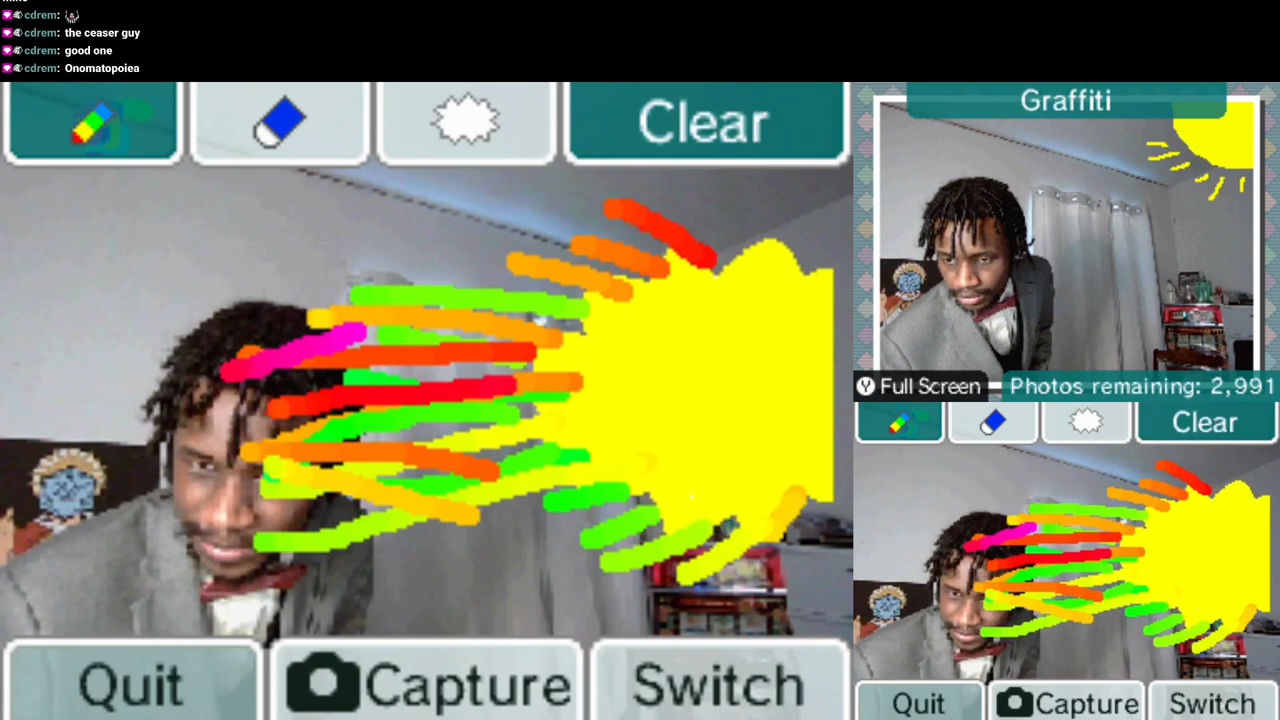 cdrem:
cdrem: the ceaser guy
cdrem: good one
cdrem: Onomatopoeia
Clear
Graffiti
Y Full Screen
Photos remaining: 2,991
Clear
Quit
Capture
Switch
Quit
Capture
Switch